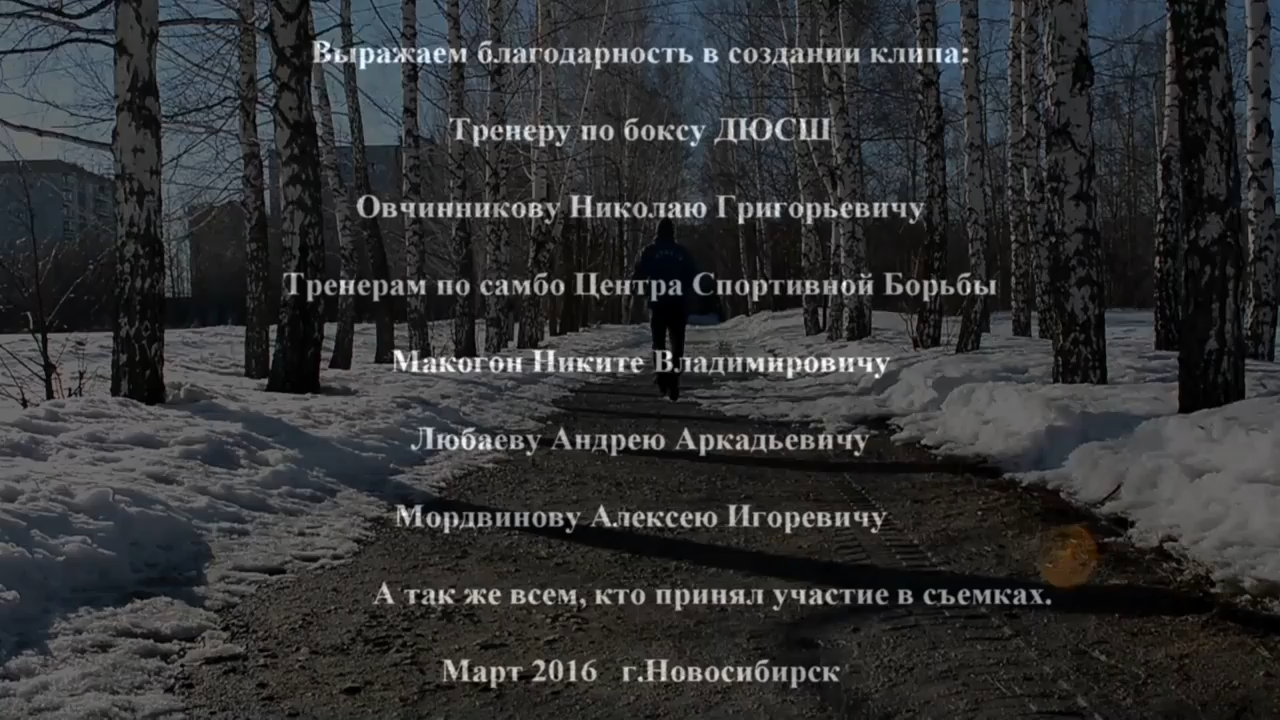 Выражаем благодарность в создании клипа:
Тренеру по боксу ДЮСШ
Овчинникову Николаю Григорьевичу
Тренерам по самбо Центра Спортивной Борьбы
Макогон Никите Владимировичу
Любаеву Андрею Аркадьевичу
Мордвинову Алексею Игоревичу
А так же всем, кто принял участие в съемках.
Март 2016 г.Новосибирск